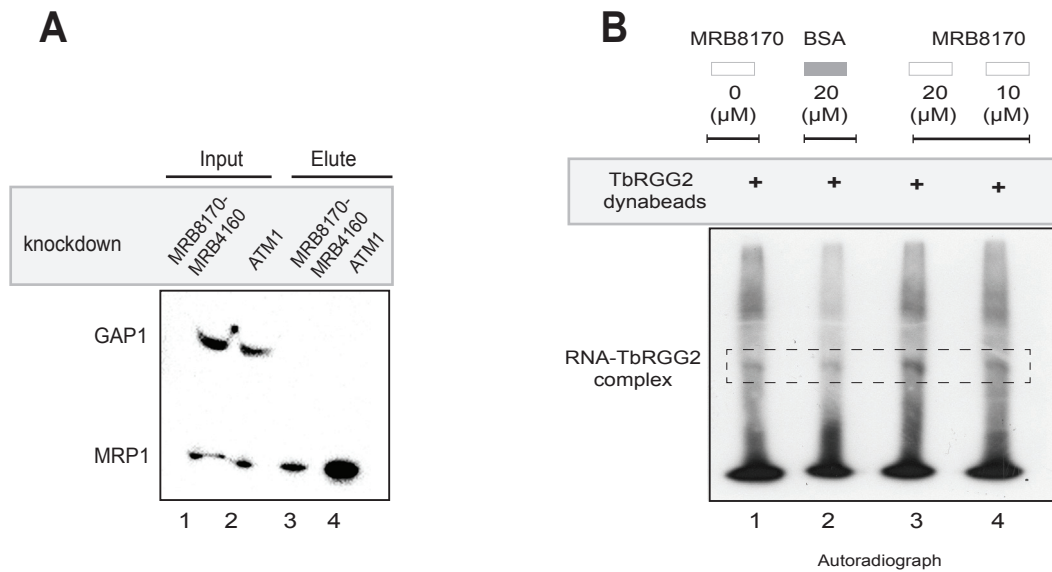 A
Input Elute
knockdown
MRB8170-
MRB4160
ATM1
MRB8170-
MRB4160
ATM1
GAP1
MRP1
1 2 3 4
B
MRB8170 BSA MRB8170
0 20 20 10
(µM) (µM) (µM) (µM)
TbRGG2 + + + +
dynabeads
RNA-TbRGG2
complex
1 2 3 4
Autoradiograph